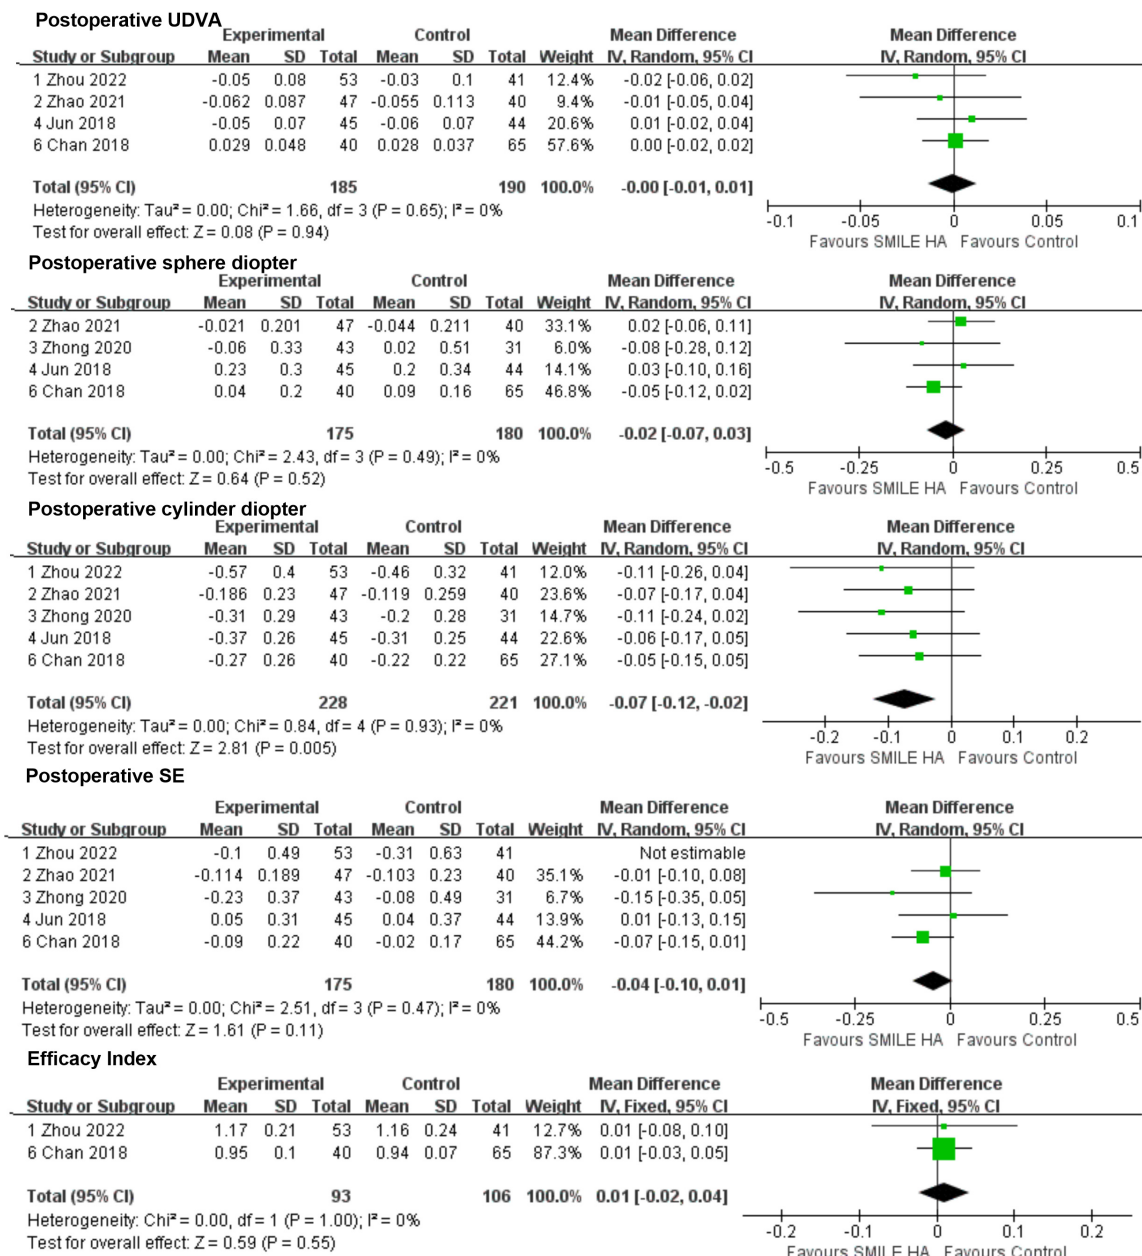 Postoperative UDVA
Experimental Control Mean Difference Mean Difference
Study or Subgroup Mean SD Total Mean SD Total Weight IV, Random, 95% CI IV, Random, 95% CI
1 Zhou 2022 -0.05 0.08 53 -0.03 0.1 41 12.4% -0.02 [-0.06, 0.02]
2 Zhao 2021 -0.062 0.087 47 -0.055 0.113 40 9.4% -0.01 [-0.05, 0.04]
4 Jun 2018 -0.05 0.07 45 -0.06 0.07 44 20.6% 0.01 [-0.02, 0.04]
6 Chan 2018 0.029 0.048 40 0.028 0.037 65 57.6% 0.00 [-0.02, 0.02]
Total (95% CI) 185 190 100.0% -0.00 [-0.01, 0.01]
Heterogeneity: Tau² = 0.00; Chi² = 1.66, df = 3 (P = 0.65); I² = 0%
Test for overall effect: Z = 0.08 (P = 0.94)
-0.1 -0.05 0 0.05 0.1
Favours SMILE HA Favours Control
Postoperative sphere diopter
Experimental Control Mean Difference Mean Difference
Study or Subgroup Mean SD Total Mean SD Total Weight IV, Random, 95% CI IV, Random, 95% CI
2 Zhao 2021 -0.021 0.201 47 -0.044 0.211 40 33.1% 0.02 [-0.06, 0.11]
3 Zhong 2020 -0.06 0.33 43 0.02 0.51 31 6.0% -0.08 [-0.28, 0.12]
4 Jun 2018 0.23 0.3 45 0.2 0.34 44 14.1% 0.03 [-0.10, 0.16]
6 Chan 2018 0.04 0.2 40 0.09 0.16 65 46.8% -0.05 [-0.12, 0.02]
Total (95% CI) 175 180 100.0% -0.02 [-0.07, 0.03]
Heterogeneity: Tau² = 0.00; Chi² = 2.43, df = 3 (P = 0.49); I² = 0%
Test for overall effect: Z = 0.64 (P = 0.52)
-0.5 -0.25 0 0.25 0.5
Favours SMILE HA Favours Control
Postoperative cylinder diopter
Experimental Control Mean Difference Mean Difference
Study or Subgroup Mean SD Total Mean SD Total Weight IV, Random, 95% CI IV, Random, 95% CI
1 Zhou 2022 -0.57 0.4 53 -0.46 0.32 41 12.0% -0.11 [-0.26, 0.04]
2 Zhao 2021 -0.186 0.23 47 -0.119 0.259 40 23.6% -0.07 [-0.17, 0.04]
3 Zhong 2020 -0.31 0.29 43 -0.2 0.28 31 14.7% -0.11 [-0.24, 0.02]
4 Jun 2018 -0.37 0.26 45 -0.31 0.25 44 22.6% -0.06 [-0.17, 0.05]
6 Chan 2018 -0.27 0.26 40 -0.22 0.22 65 27.1% -0.05 [-0.15, 0.05]
Total (95% CI) 228 221 100.0% -0.07 [-0.12, -0.02]
Heterogeneity: Tau² = 0.00; Chi² = 0.84, df = 4 (P = 0.93); I² = 0%
Test for overall effect: Z = 2.81 (P = 0.005)
-0.2 -0.1 0 0.1 0.2
Favours SMILE HA Favours Control
Postoperative SE
Experimental Control Mean Difference Mean Difference
Study or Subgroup Mean SD Total Mean SD Total Weight IV, Random, 95% CI IV, Random, 95% CI
1 Zhou 2022 -0.1 0.49 53 -0.31 0.63 41 Not estimable
2 Zhao 2021 -0.114 0.189 47 -0.103 0.23 40 35.1% -0.01 [-0.10, 0.08]
3 Zhong 2020 -0.23 0.37 43 -0.08 0.49 31 6.7% -0.15 [-0.35, 0.05]
4 Jun 2018 0.05 0.31 45 0.04 0.37 44 13.9% 0.01 [-0.13, 0.15]
6 Chan 2018 -0.09 0.22 40 -0.02 0.17 65 44.2% -0.07 [-0.15, 0.01]
Total (95% CI) 175 180 100.0% -0.04 [-0.10, 0.01]
Heterogeneity: Tau² = 0.00; Chi² = 2.51, df = 3 (P = 0.47); I² = 0%
Test for overall effect: Z = 1.61 (P = 0.11)
-0.5 -0.25 0 0.25 0.5
Favours SMILE HA Favours Control
Efficacy Index
Experimental Control Mean Difference Mean Difference
Study or Subgroup Mean SD Total Mean SD Total Weight IV, Fixed, 95% CI IV, Fixed, 95% CI
1 Zhou 2022 1.17 0.21 53 1.16 0.24 41 12.7% 0.01 [-0.08, 0.10]
6 Chan 2018 0.95 0.1 40 0.94 0.07 65 87.3% 0.01 [-0.03, 0.05]
Total (95% CI) 93 106 100.0% 0.01 [-0.02, 0.04]
Heterogeneity: Chi² = 0.00, df = 1 (P = 1.00); I² = 0%
Test for overall effect: Z = 0.59 (P = 0.55)
-0.2 -0.1 0 0.1 0.2
Favours SMILE HA Favours Control